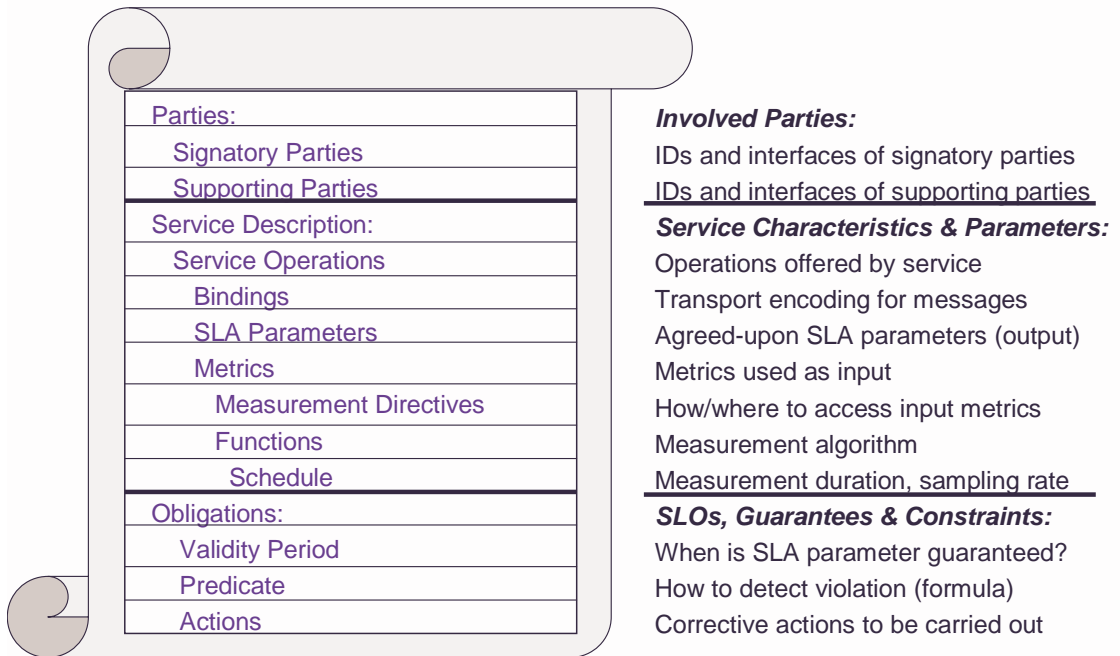 Parties:
Signatory Parties
Supporting Parties
Service Description:
Service Operations
Bindings
SLA Parameters
Metrics
Measurement Directives
Functions
Schedule
Obligations:
Validity Period
Predicate
Actions
Involved Parties:
IDs and interfaces of signatory parties
IDs and interfaces of supporting parties
Service Characteristics & Parameters:
Operations offered by service
Transport encoding for messages
Agreed-upon SLA parameters (output)
Metrics used as input
How/where to access input metrics
Measurement algorithm
Measurement duration, sampling rate
SLOs, Guarantees & Constraints:
When is SLA parameter guaranteed?
How to detect violation (formula)
Corrective actions to be carried out